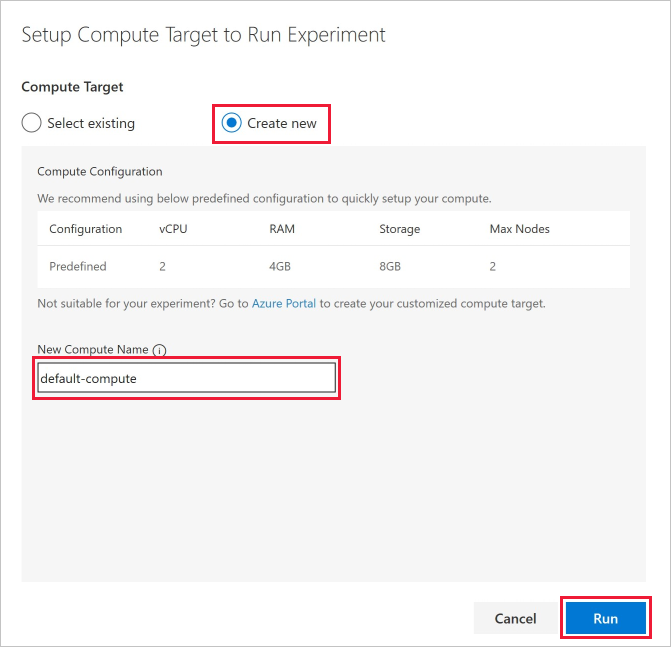 Setup Compute Target to Run Experiment
Compute Target
Select existing
Create new
Compute Configuration
We recommend using below predefined configuration to quickly setup your compute.
Configuration vCPU RAM Storage Max Nodes
Predefined 2 4GB 8GB 2
Not suitable for your experiment? Go to Azure Portal to create your customized compute target.
New Compute Name
default-compute
Cancel Run